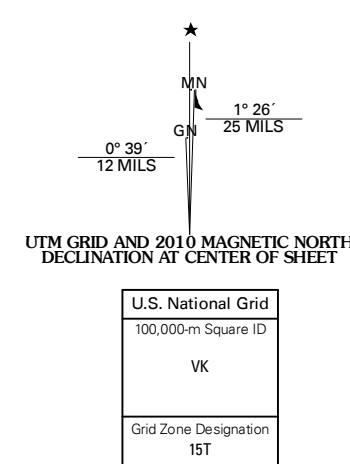 ★
MN
1° 26´
25 MILS
GN
0° 39´
12 MILS
UTM GRID AND 2010 MAGNETIC NORTH
DECLINATION AT CENTER OF SHEET
U.S. National Grid
100,000-m Square ID
VK
Grid Zone Designation
15T